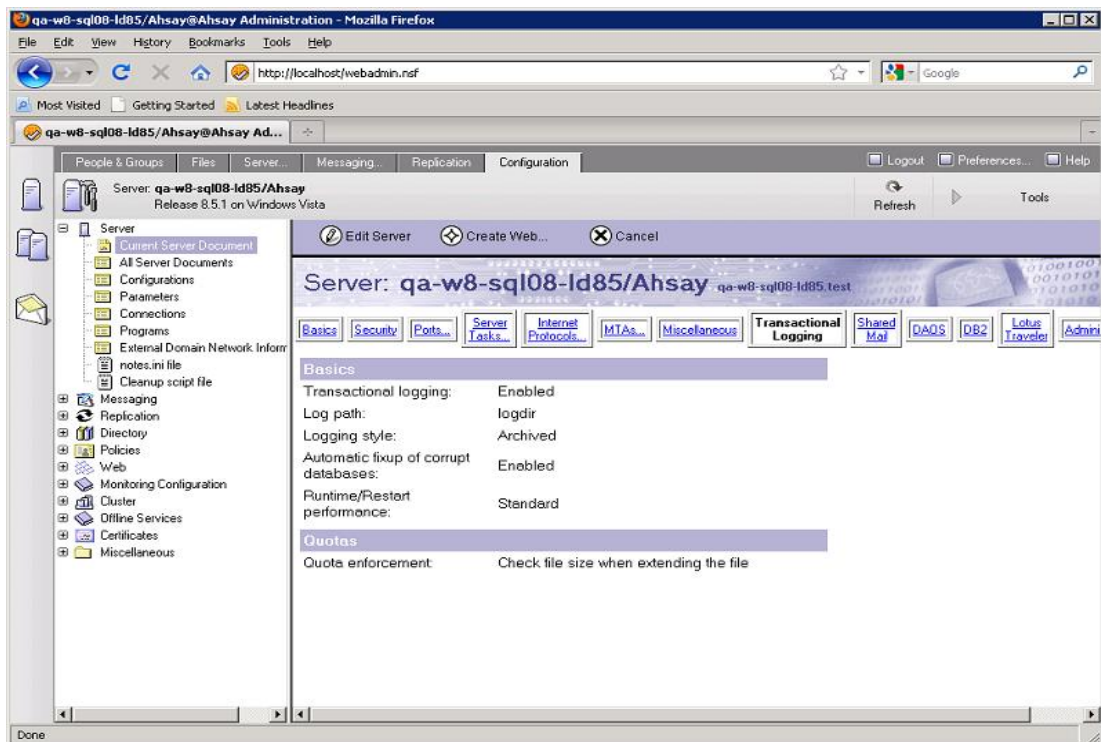 qa-w8-sql08-ld85/Ahsay@Ahsay Administration - Mozilla Firefox
File Edit View History Bookmarks Tools Help
http://localhost/webadmin.nsf
Google
Most Visited Getting Started Latest Headlines
qa-w8-sql08-ld85/Ahsay@Ahsay Ad...
People & Groups Files Server... Messaging... Replication Configuration Logout Preferences... Help
Server: qa-w8-sql08-ld85/Ahsay
Release 8.5.1 on Windows Vista
Refresh Tools
Server
Current Server Document
All Server Documents
Configurations
Parameters
Connections
Programs
External Domain Network Inform
notes.ini file
Cleanup script file
Messaging
Replication
Directory
Policies
Web
Monitoring Configuration
Cluster
Offline Services
Certificates
Miscellaneous
Edit Server Create Web... Cancel
Server: qa-w8-sql08-ld85/Ahsay qa-w8-sql08-ld85.test
Basics Security Ports... Server Tasks... Internet Protocols... MTAs... Miscellaneous Transactional Logging Shared Mail DAOS DB2 Lotus Traveler Admini
Basics
Transactional logging: Enabled
Log path: logdir
Logging style: Archived
Automatic fixup of corrupt databases: Enabled
Runtime/Restart performance: Standard
Quotas
Quota enforcement: Check file size when extending the file
Done